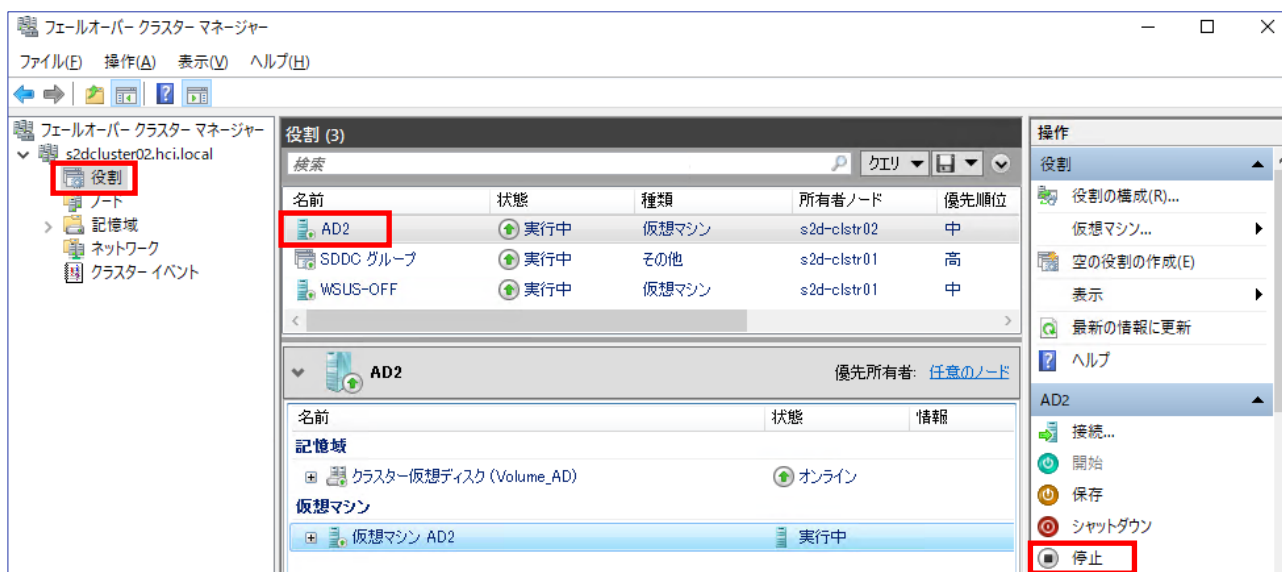 フェールオーバー クラスター マネージャー
ファイル(F) 操作(A) 表示(V) ヘルプ(H)
フェールオーバー クラスター マネージャー
s2dcluster02.hci.local
役割
ノード
記憶域
ネットワーク
クラスター イベント
役割 (3)
検索 クエリ
名前 状態 種類 所有者ノード 優先順位
AD2 実行中 仮想マシン s2d-clstr02 中
SDDC グループ 実行中 その他 s2d-clstr01 高
WSUS-OFF 実行中 仮想マシン s2d-clstr01 中
AD2 優先所有者: 任意のノード
名前 状態 情報
記憶域
クラスター仮想ディスク (Volume_AD) オンライン
仮想マシン
仮想マシン AD2 実行中
操作
役割
役割の構成(R)...
仮想マシン...
空の役割の作成(E)
表示
最新の情報に更新
ヘルプ
AD2
接続...
開始
保存
シャットダウン
停止